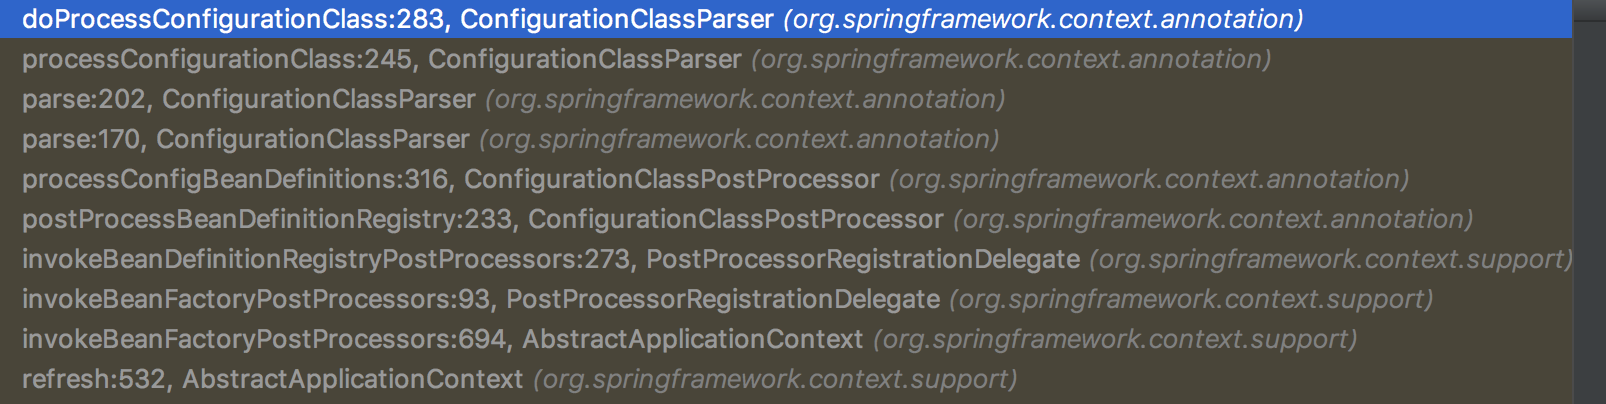 doProcessConfigurationClass:283, ConfigurationClassParser (org.springframework.context.annotation)
processConfigurationClass:245, ConfigurationClassParser (org.springframework.context.annotation)
parse:202, ConfigurationClassParser (org.springframework.context.annotation)
parse:170, ConfigurationClassParser (org.springframework.context.annotation)
processConfigBeanDefinitions:316, ConfigurationClassPostProcessor (org.springframework.context.annotation)
postProcessBeanDefinitionRegistry:233, ConfigurationClassPostProcessor (org.springframework.context.annotation)
invokeBeanDefinitionRegistryPostProcessors:273, PostProcessorRegistrationDelegate (org.springframework.context.support)
invokeBeanFactoryPostProcessors:93, PostProcessorRegistrationDelegate (org.springframework.context.support)
invokeBeanFactoryPostProcessors:694, AbstractApplicationContext (org.springframework.context.support)
refresh:532, AbstractApplicationContext (org.springframework.context.support)